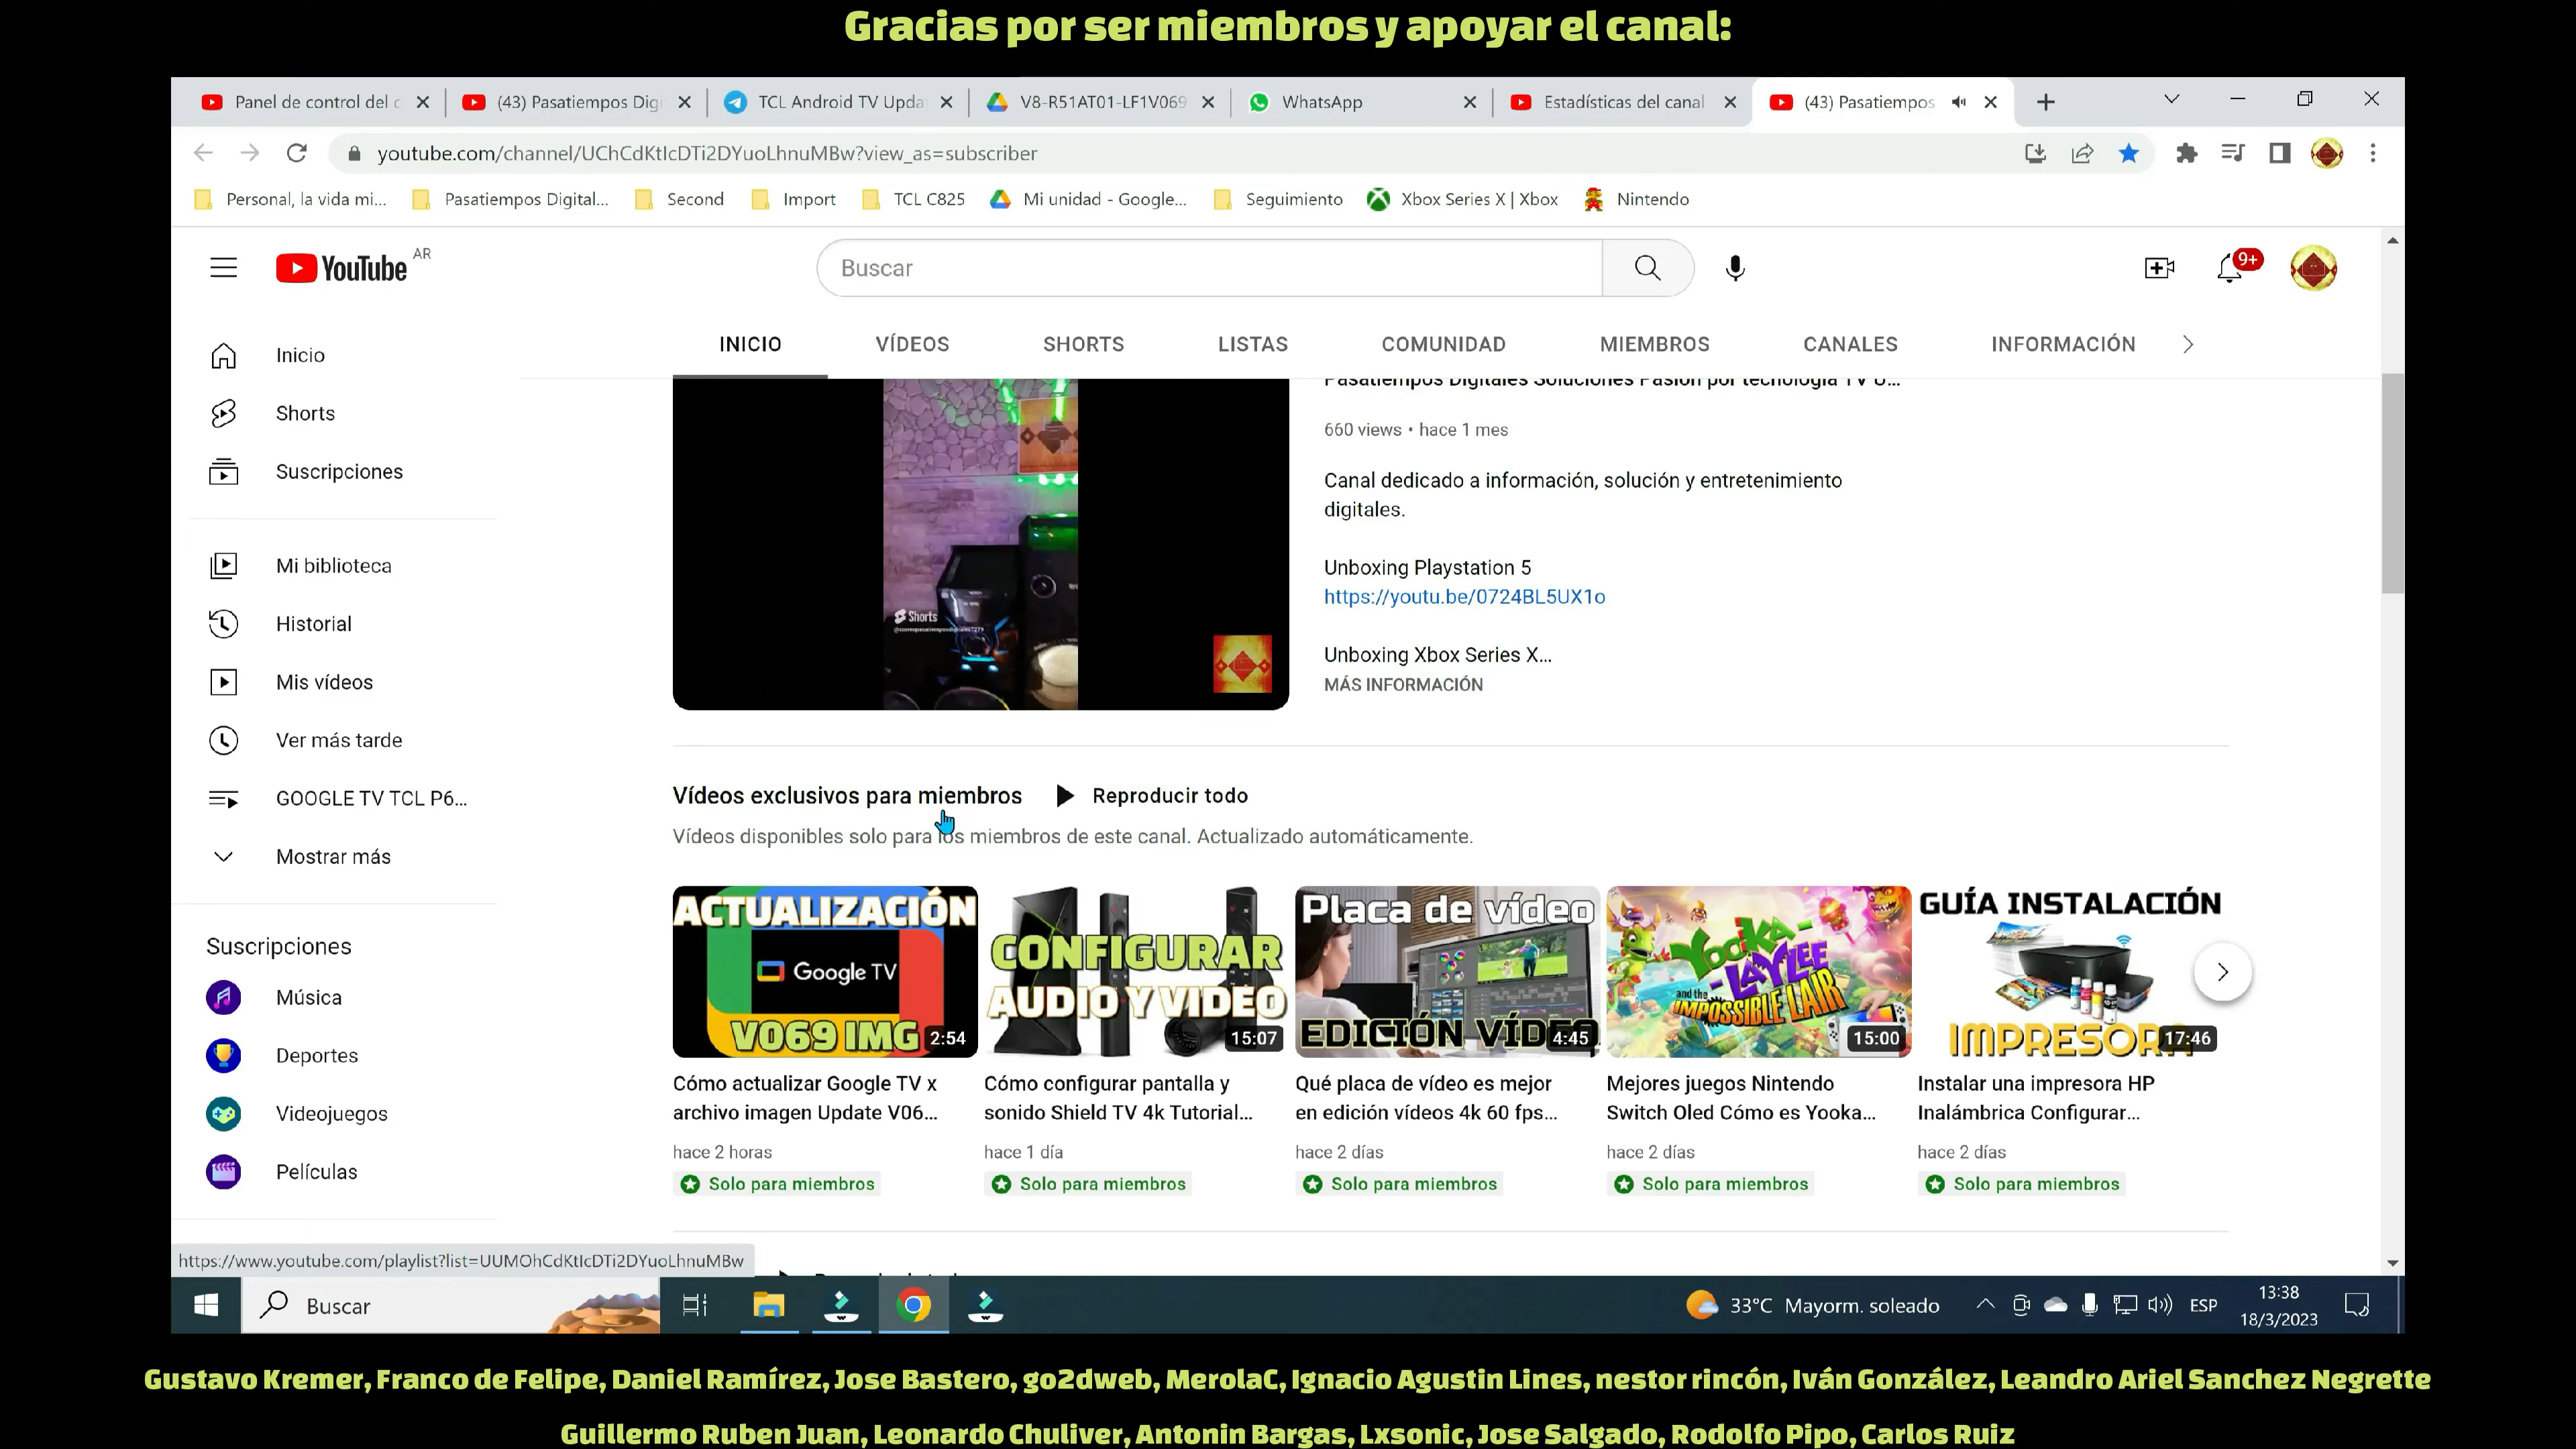 Gracias por ser miembros y apoyar el canal:
Panel de control del c
(43) Pasatiempos Digi
TCL Android TV Upda
V8-R51AT01-LF1V069
WhatsApp
Estadísticas del canal
(43) Pasatiempos
youtube.com/channel/UChCdKtIcDTi2DYuoLhnuMBw?view_as=subscriber
Personal, la vida mi...
Pasatiempos Digital...
Second
Import
TCL C825
Mi unidad - Google...
Seguimiento
Xbox Series X | Xbox
Nintendo
YouTube AR
Buscar
9+
INICIO
VÍDEOS
SHORTS
LISTAS
COMUNIDAD
MIEMBROS
CANALES
INFORMACIÓN
Inicio
Shorts
Suscripciones
Mi biblioteca
Historial
Mis vídeos
Ver más tarde
GOOGLE TV TCL P6...
Mostrar más
Suscripciones
Música
Deportes
Videojuegos
Películas
Shorts
Pasatiempos Digitales Soluciones Pasión por tecnología TV U...
660 views • hace 1 mes
Canal dedicado a información, solución y entretenimiento
digitales.
Unboxing Playstation 5
https://youtu.be/0724BL5UX1o
Unboxing Xbox Series X...
MÁS INFORMACIÓN
Vídeos exclusivos para miembros
Reproducir todo
Vídeos disponibles solo para los miembros de este canal. Actualizado automáticamente.
ACTUALIZACIÓN
Google TV
V069 IMG
2:54
Cómo actualizar Google TV x
archivo imagen Update V06...
hace 2 horas
Solo para miembros
CONFIGURAR
AUDIO Y VIDEO
15:07
Cómo configurar pantalla y
sonido Shield TV 4k Tutorial...
hace 1 día
Solo para miembros
Placa de vídeo
EDICIÓN VÍDEO
4:45
Qué placa de vídeo es mejor
en edición vídeos 4k 60 fps...
hace 2 días
Solo para miembros
YOOKA-
LAYLEE
and the
IMPOSSIBLE LAIR
15:00
Mejores juegos Nintendo
Switch Oled Cómo es Yooka...
hace 2 días
Solo para miembros
GUÍA INSTALACIÓN
IMPRESORA
17:46
Instalar una impresora HP
Inalámbrica Configurar...
hace 2 días
Solo para miembros
https://www.youtube.com/playlist?list=UUMOhCdKtIcDTi2DYuoLhnuMBw
Buscar
33°C Mayorm. soleado
ESP
13:38
18/3/2023
Gustavo Kremer, Franco de Felipe, Daniel Ramírez, Jose Bastero, go2dweb, MerolaC, Ignacio Agustin Lines, nestor rincón, Iván González, Leandro Ariel Sanchez Negrette
Guillermo Ruben Juan, Leonardo Chuliver, Antonin Bargas, Lxsonic, Jose Salgado, Rodolfo Pipo, Carlos Ruiz